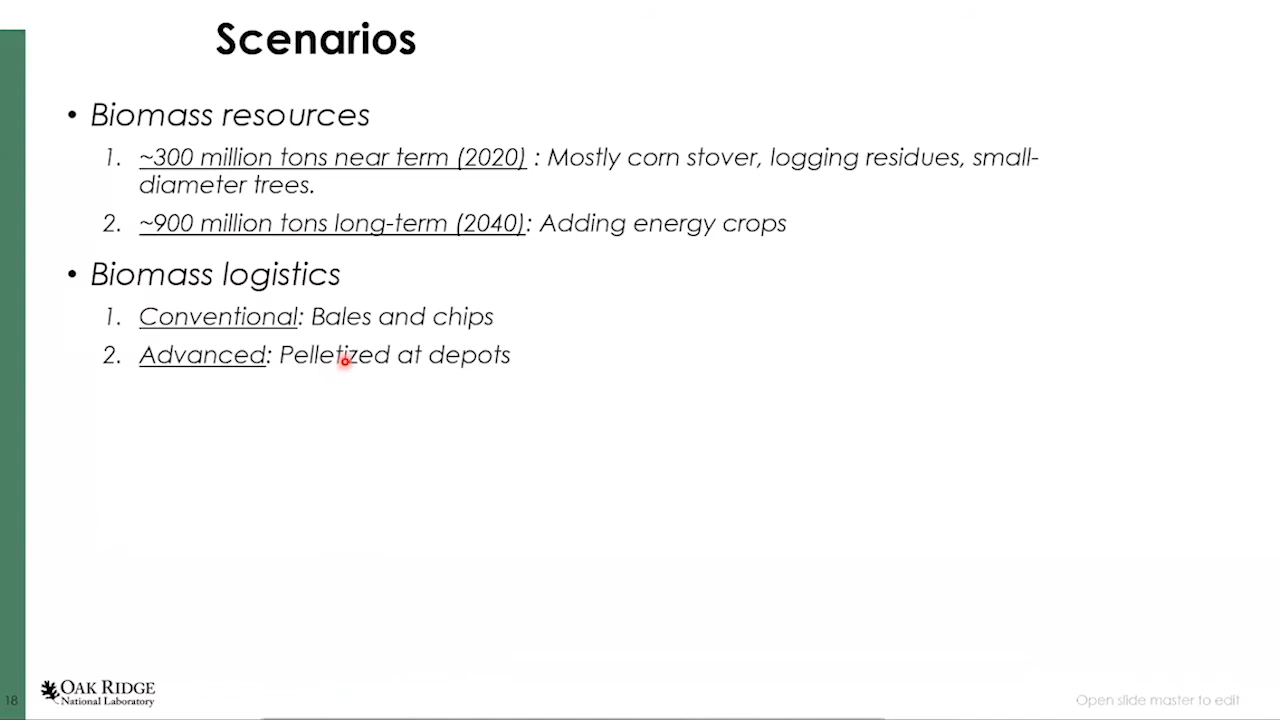 Scenarios
• Biomass resources
1. ~300 million tons near term (2020) : Mostly corn stover, logging residues, small-
diameter trees.
2. ~900 million tons long-term (2040): Adding energy crops
• Biomass logistics
1. Conventional: Bales and chips
2. Advanced: Pelletized at depots
18
OAK RIDGE
National Laboratory
Open slide master to edit